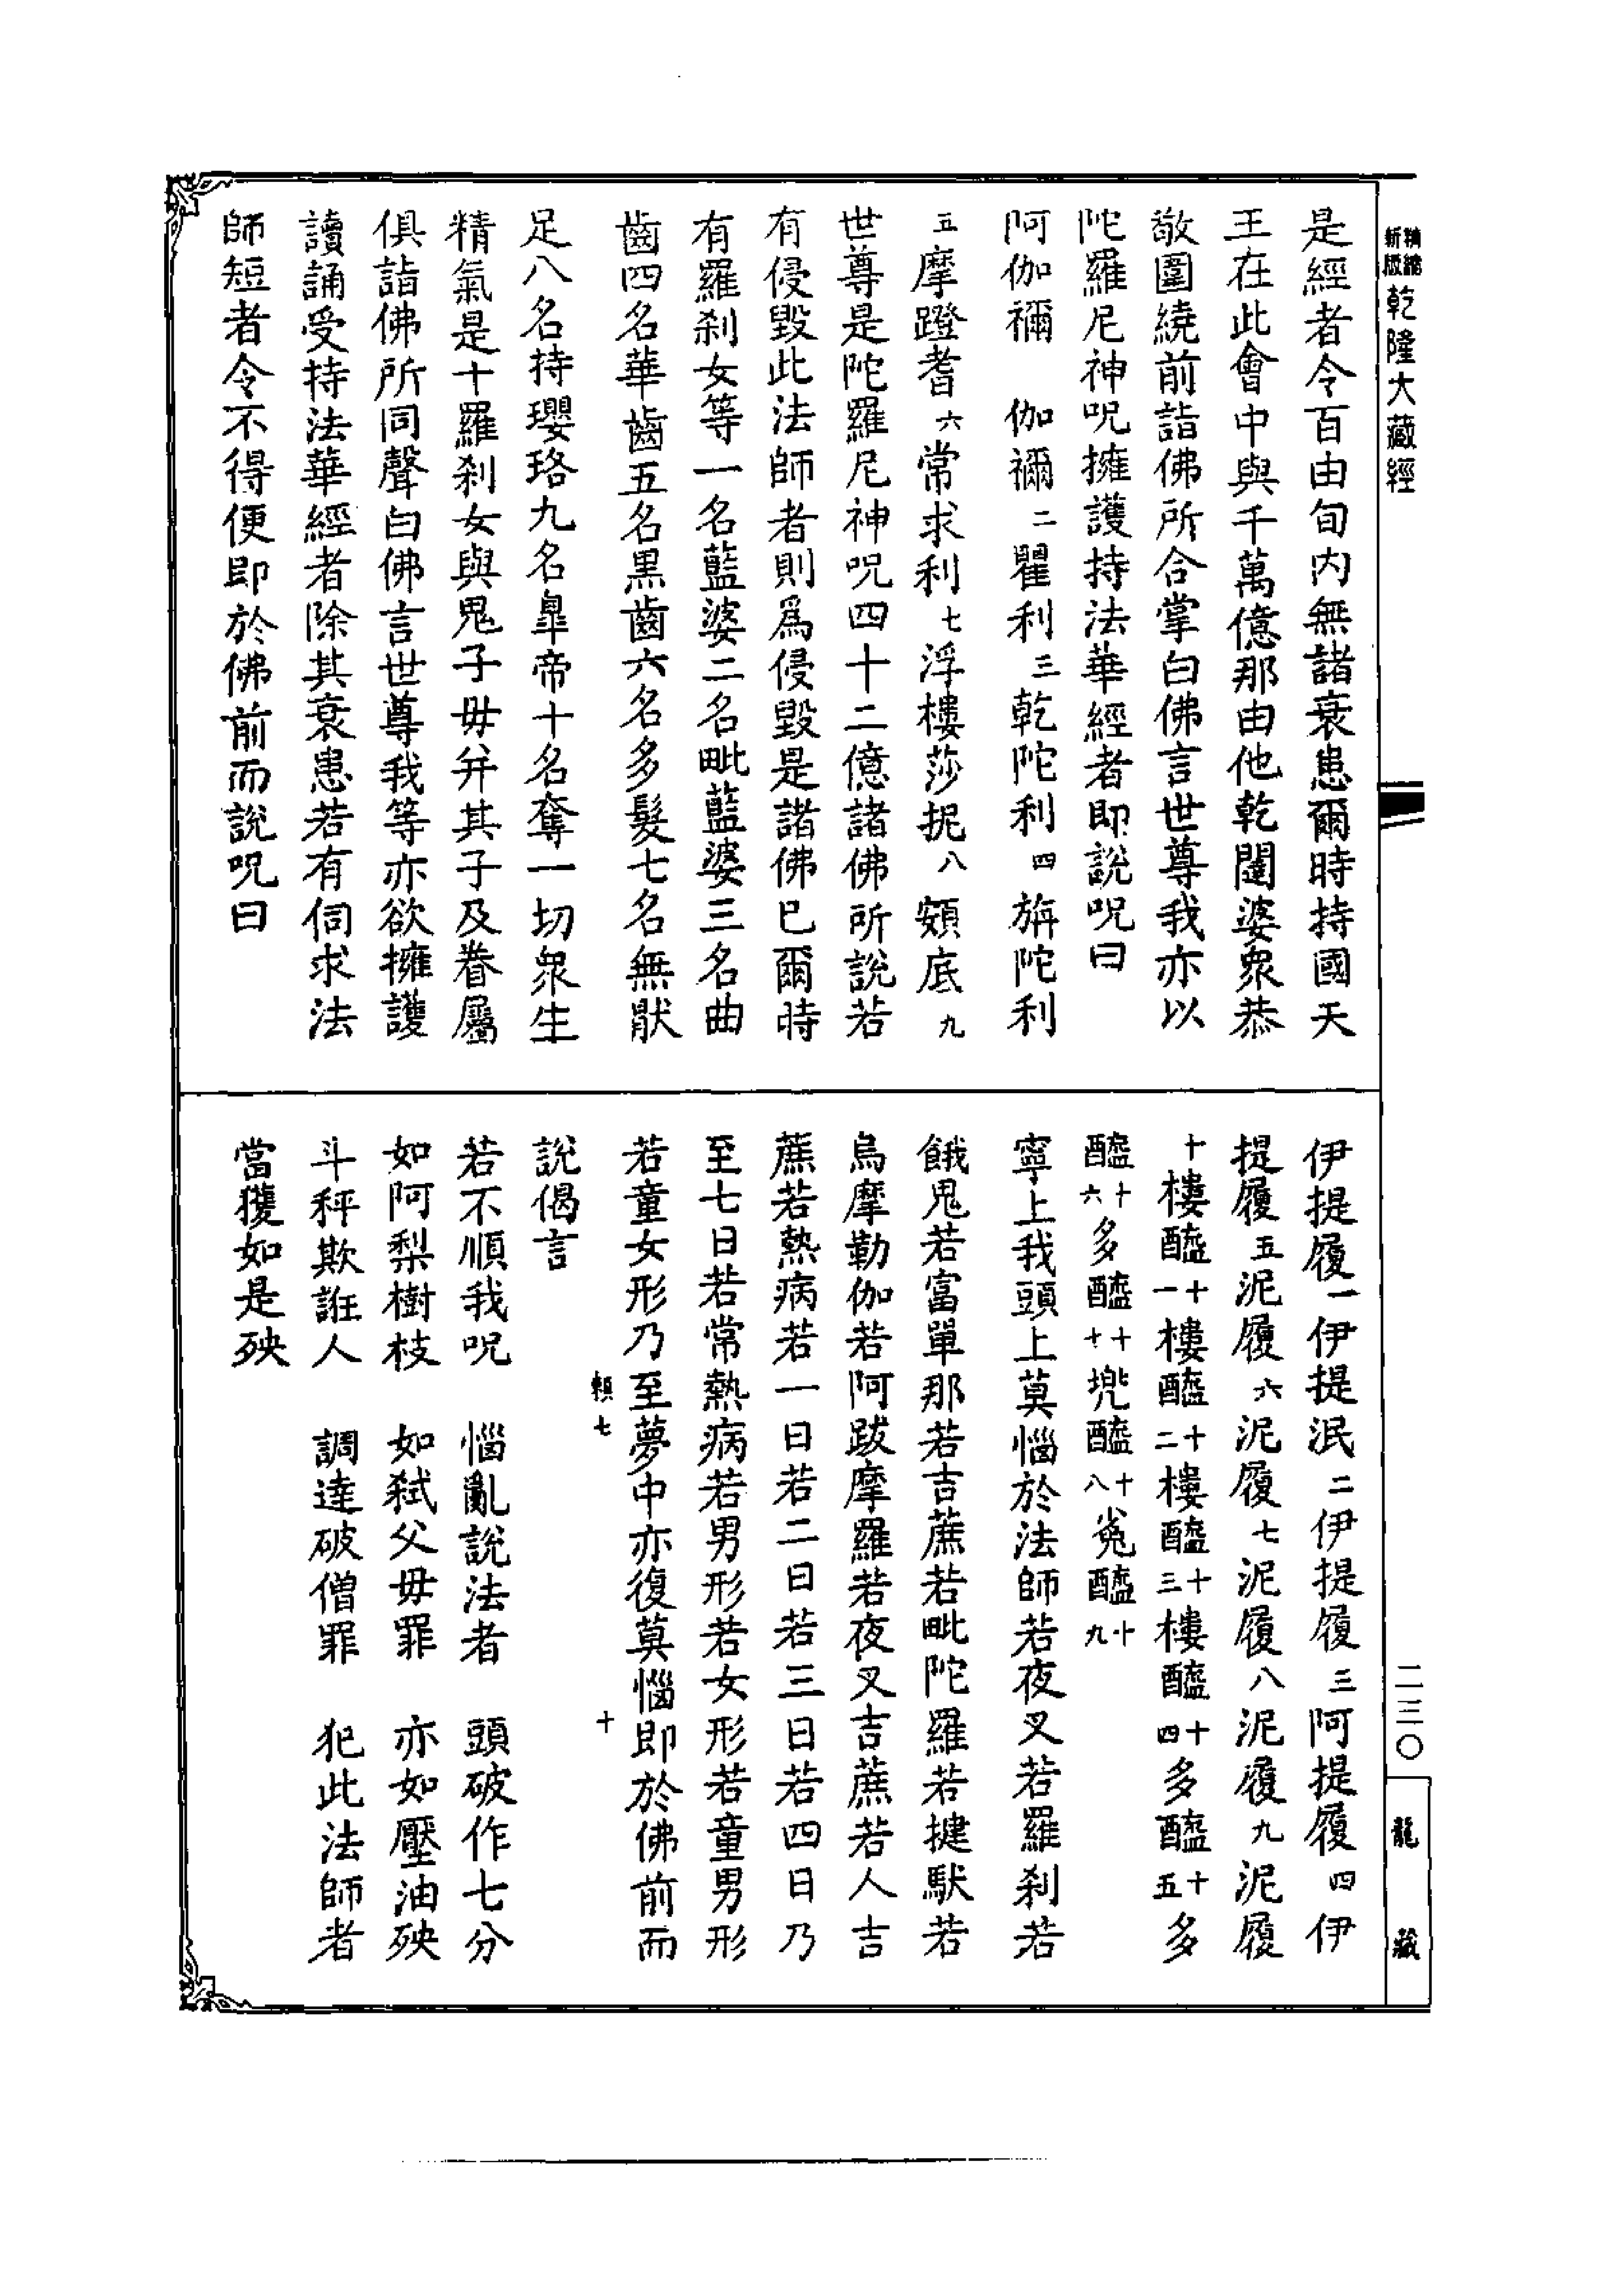 精縮新版 乾隆大藏經
是經者令百由旬內無諸衰患爾時持國天
王在此會中與千萬億那由他乾闥婆衆恭
敬圍繞前詣佛所合掌白佛言世尊我亦以
陀羅尼神呪擁護持法華經者即說呪曰
阿伽禰 伽禰二瞿利三乾陀利四旃陀利
五摩蹬耆六常求利七浮樓莎抳八頞底九
世尊是陀羅尼神呪四十二億諸佛所說若
有侵毀此法師者則爲侵毀是諸佛巳爾時
有羅刹女等一名藍婆二名毗藍婆三名曲
齒四名華齒五名黑齒六名多髮七名無猒
足八名持瓔珞九名臯帝十名奪一切衆生
精氣是十羅刹女與鬼子毋并其子及眷屬
俱詣佛所同聲白佛言世尊我等亦欲擁護
讀誦受持法華經者除其衰患若有伺求法
師短者令不得便即於佛前而說呪曰
伊提履一伊提泯二伊提履三阿提履四伊
提履五泥履六泥履七泥履八泥履九泥履
十樓醯十一樓醯十二樓醯十三樓醯十四多醯十五多
醯十六多醯十七兠醯十八㝹醯十九
寧上我頭上莫惱於法師若夜叉若羅刹若
餓鬼若富單那若吉蔗若毗陀羅若揵馱若
烏摩勒伽若阿跋摩羅若夜叉吉蔗若人吉
蔗若熱病若一日若二日若三日若四日乃
至七日若常熱病若男形若女形若童男形
若童女形乃至夢中亦復莫惱即於佛前而
賴七 十
說偈言
若不順我呪 惱亂說法者 頭破作七分
如阿梨樹枝 如弒父毋罪 亦如壓油殃
斗秤欺誑人 調達破僧罪 犯此法師者
當獲如是殃
二三〇
龍藏